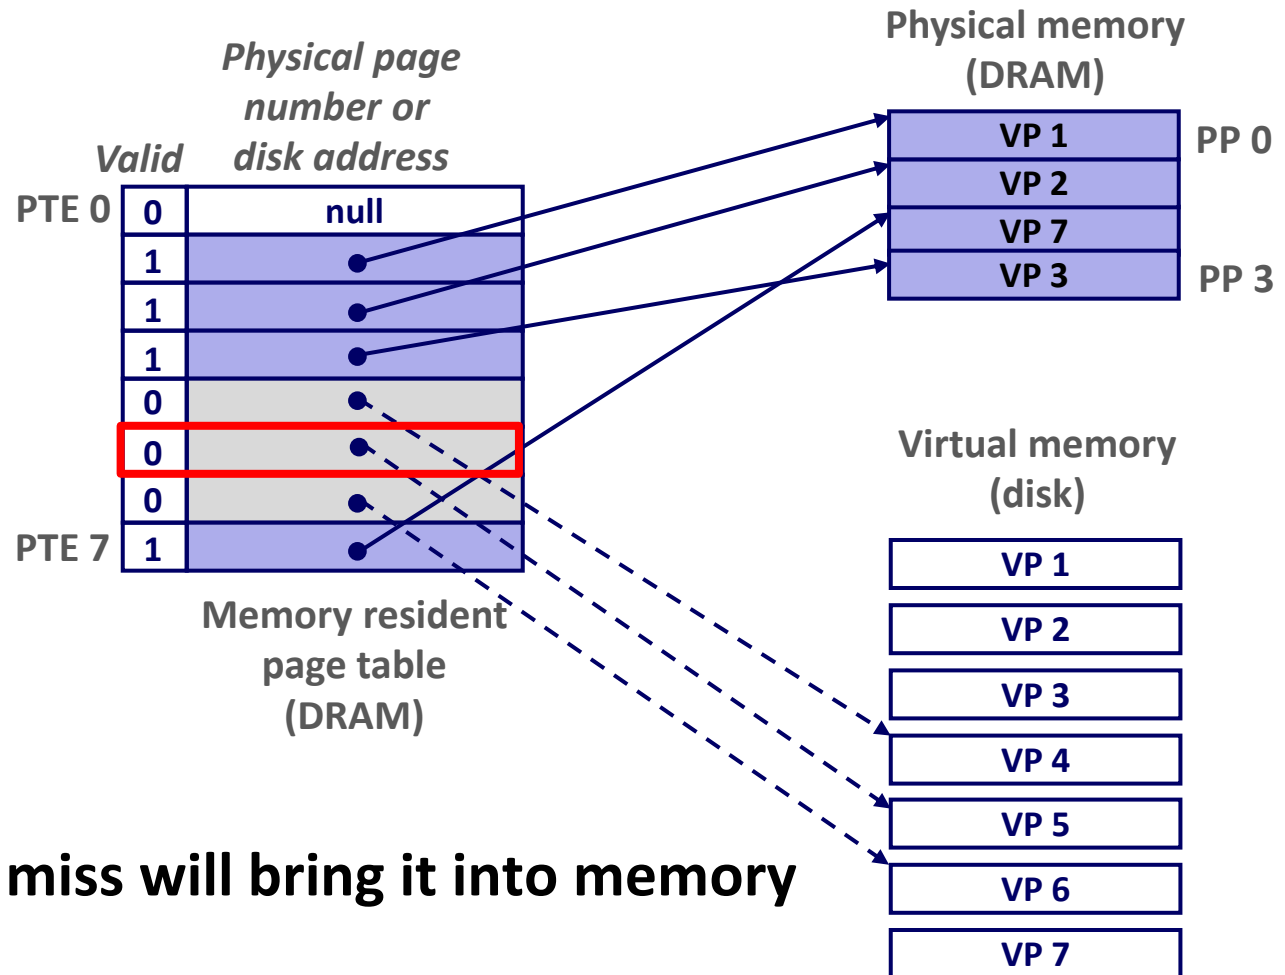 Physical page
number or
disk address
Valid
PTE 0
0
null
1
1
1
0
0
0
PTE 7
1
Memory resident
page table
(DRAM)
Physical memory
(DRAM)
VP 1
PP 0
VP 2
VP 7
VP 3
PP 3
Virtual memory
(disk)
VP 1
VP 2
VP 3
VP 4
VP 5
VP 6
VP 7
miss will bring it into memory